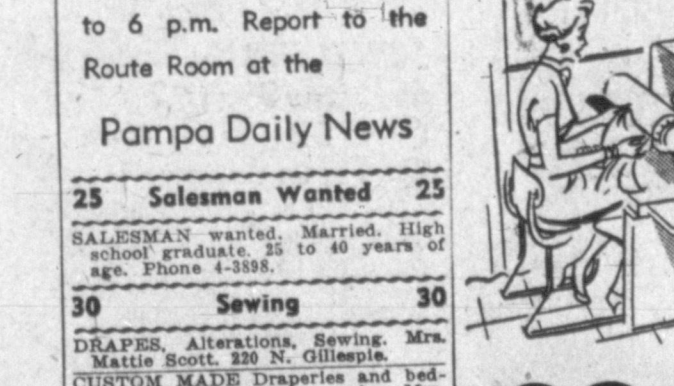 to 6 p.m. Report to the
Route Room at the
Pampa Daily News
25 Salesman Wanted 25
SALESMAN wanted. Married. High
school graduate. 25 to 40 years of
age. Phone 4-3898.
30 Sewing 30
DRAPES, Alterations, Sewing. Mrs.
Mattie Scott. 220 N. Gillespie.
CUSTOM MADE Draperies and bed-